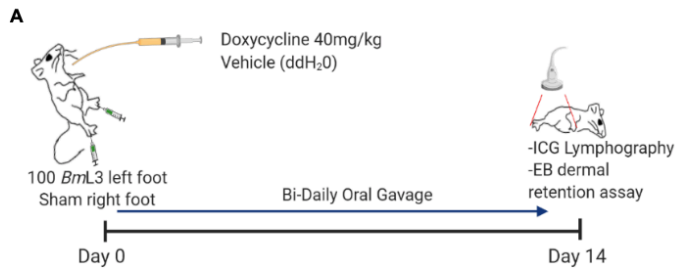 A
Doxycycline 40mg/kg
Vehicle (ddH₂0)
100 BmL3 left foot
Sham right foot
-ICG Lymphography
-EB dermal
retention assay
Bi-Daily Oral Gavage
Day 0
Day 14